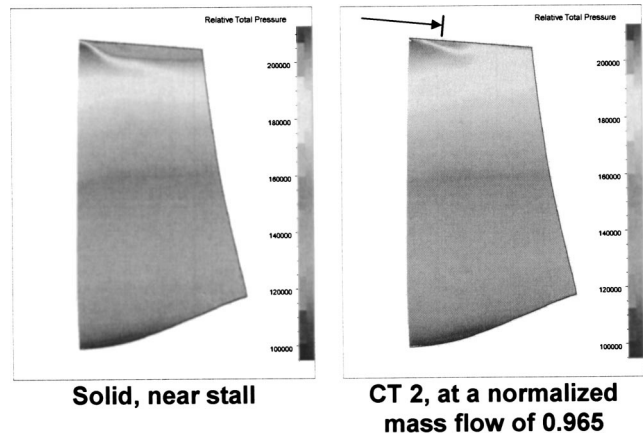 Relative Total Pressure
200000
180000
160000
140000
120000
100000
Solid, near stall
Relative Total Pressure
200000
180000
160000
140000
120000
100000
CT 2, at a normalized
mass flow of 0.965